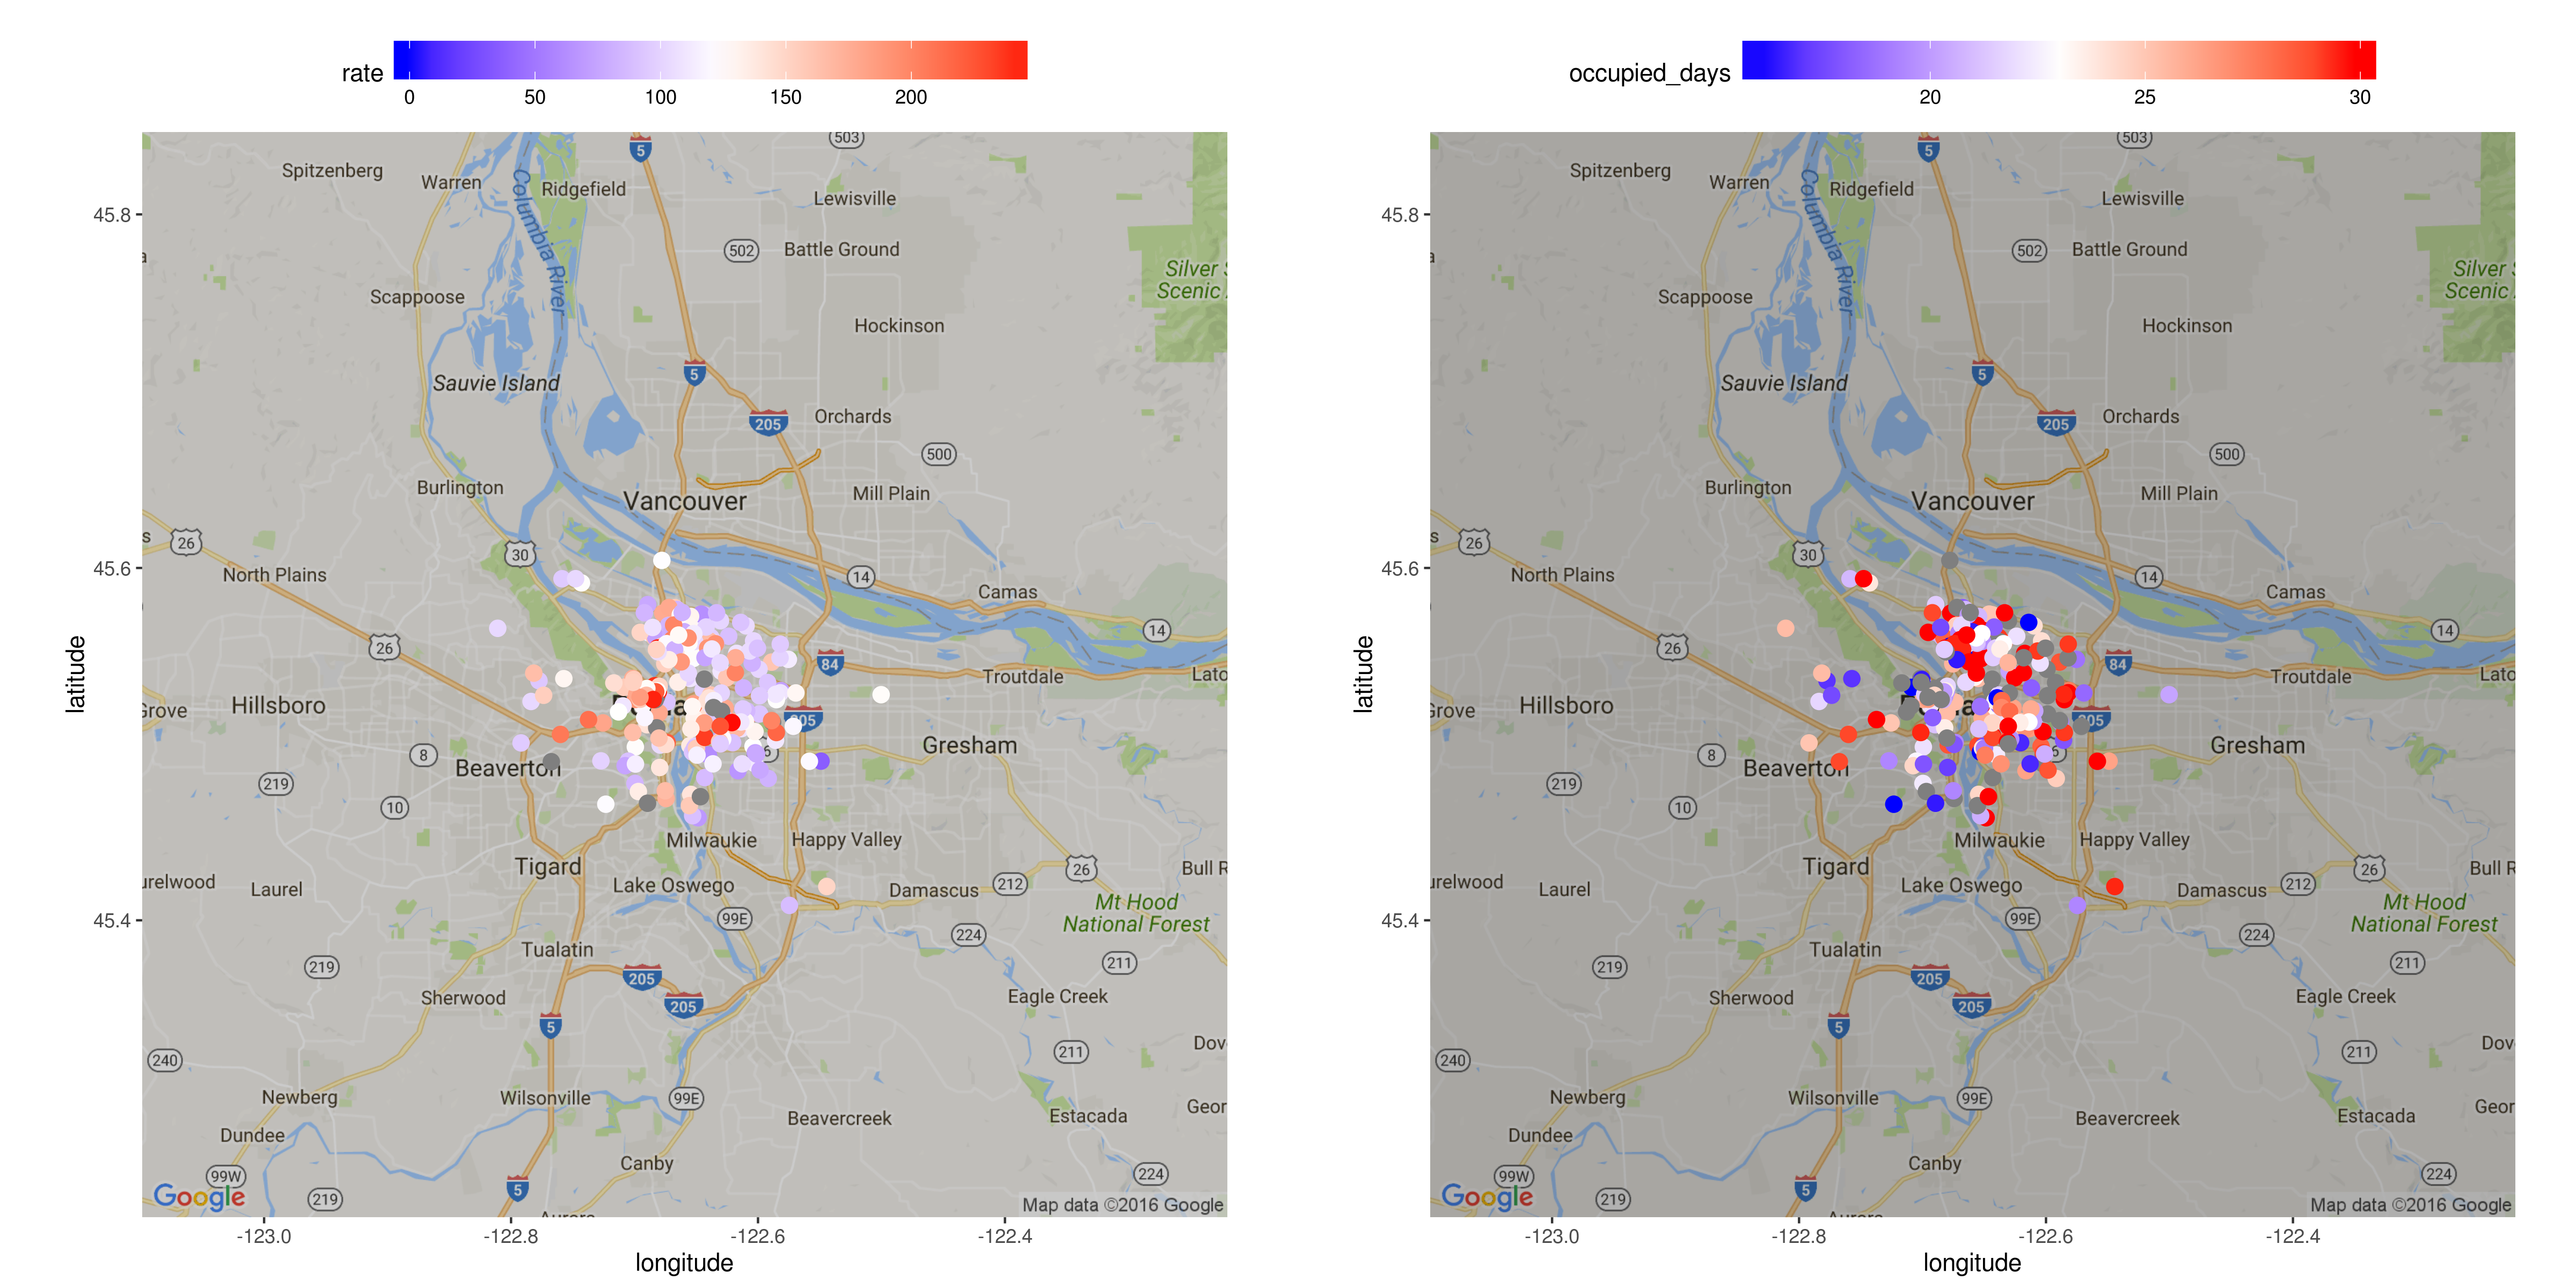 rate
0 50 100 150 200
503
5
Spitzenberg
Warren
Ridgefield
Columbia River
Lewisville
45.8
502
Battle Ground
Silver S
Scenic
Scappoose
Hockinson
Sauvie Island
5
205
Orchards
500
Burlington
Vancouver
Mill Plain
s
26
30
45.6
North Plains
14
Camas
14
26
84
Troutdale
Lato
Hillsboro
Grove
205
latitude
8
Beaverton
Gresham
219
10
Milwaukie
Happy Valley
Tigard
26
Bull R
urelwood
Laurel
Lake Oswego
Damascus
212
Mt Hood
National Forest
45.4
99E
224
Tualatin
219
205
211
Sherwood
205
Eagle Creek
5
240
211
Dov
Newberg
Wilsonville
99E
Beavercreek
Estacada
Geor
Dundee
Canby
99W
224
Google
219
5
Map data ©2016 Google
Aurora
-123.0 -122.8 -122.6 -122.4
longitude
occupied_days
20 25 30
503
5
Spitzenberg
Warren
Ridgefield
Columbia River
Lewisville
45.8
502
Battle Ground
Silver S
Scenic
Scappoose
Hockinson
Sauvie Island
5
205
Orchards
500
Burlington
Vancouver
Mill Plain
s
26
30
45.6
North Plains
14
Camas
14
26
84
Troutdale
Lato
Hillsboro
Grove
205
latitude
8
Beaverton
Gresham
219
10
Milwaukie
Happy Valley
Tigard
26
Bull R
urelwood
Laurel
Lake Oswego
Damascus
212
Mt Hood
National Forest
45.4
99E
224
Tualatin
219
205
211
Sherwood
205
Eagle Creek
5
240
211
Dov
Newberg
Wilsonville
99E
Beavercreek
Estacada
Geor
Dundee
Canby
99W
224
Google
219
5
Map data ©2016 Google
Aurora
-123.0 -122.8 -122.6 -122.4
longitude